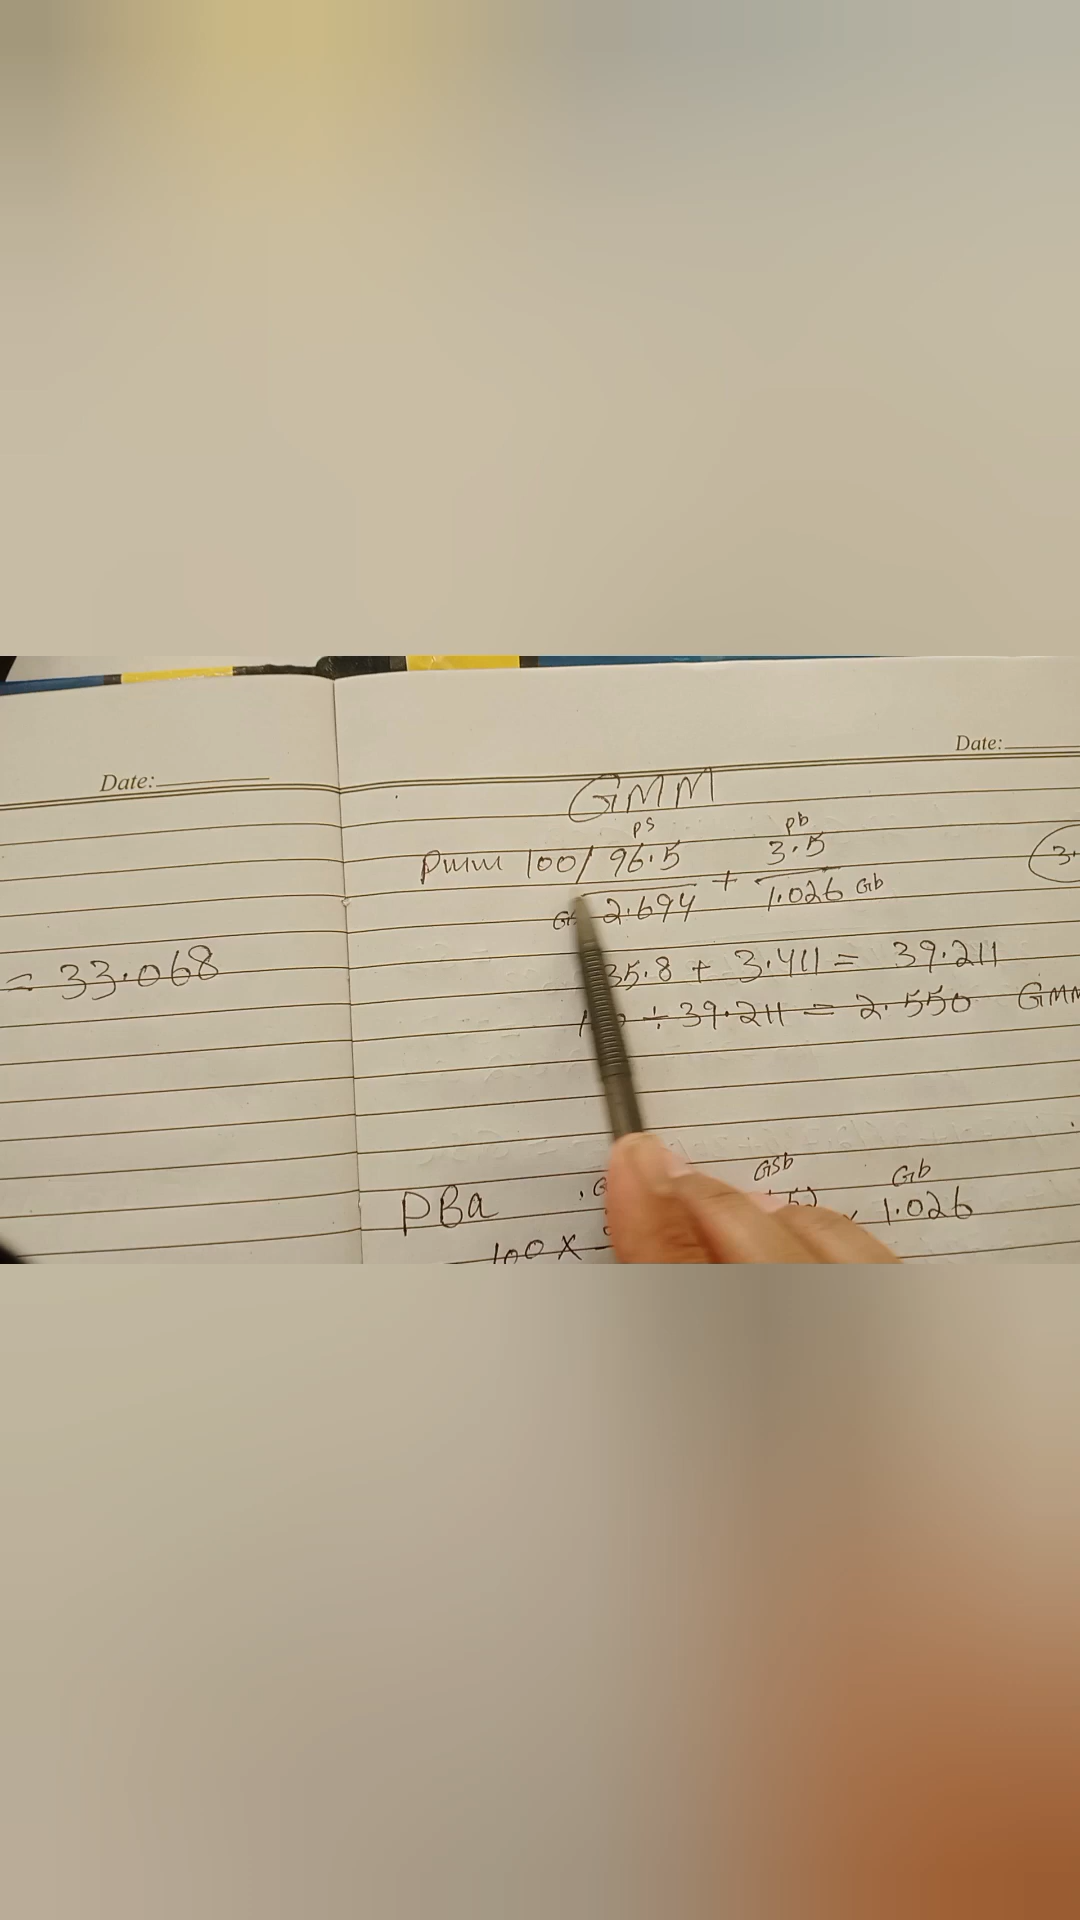 Date:
= 33.068
Date:
GMM
Ps Pb
Pmm 100/ 96.5 + 3.5
2.694 1.026 Gb
35.8 + 3.411 = 39.211
÷ 39.211 = 2.550 GMM
PBa Gsb Gb
100 x 1.026